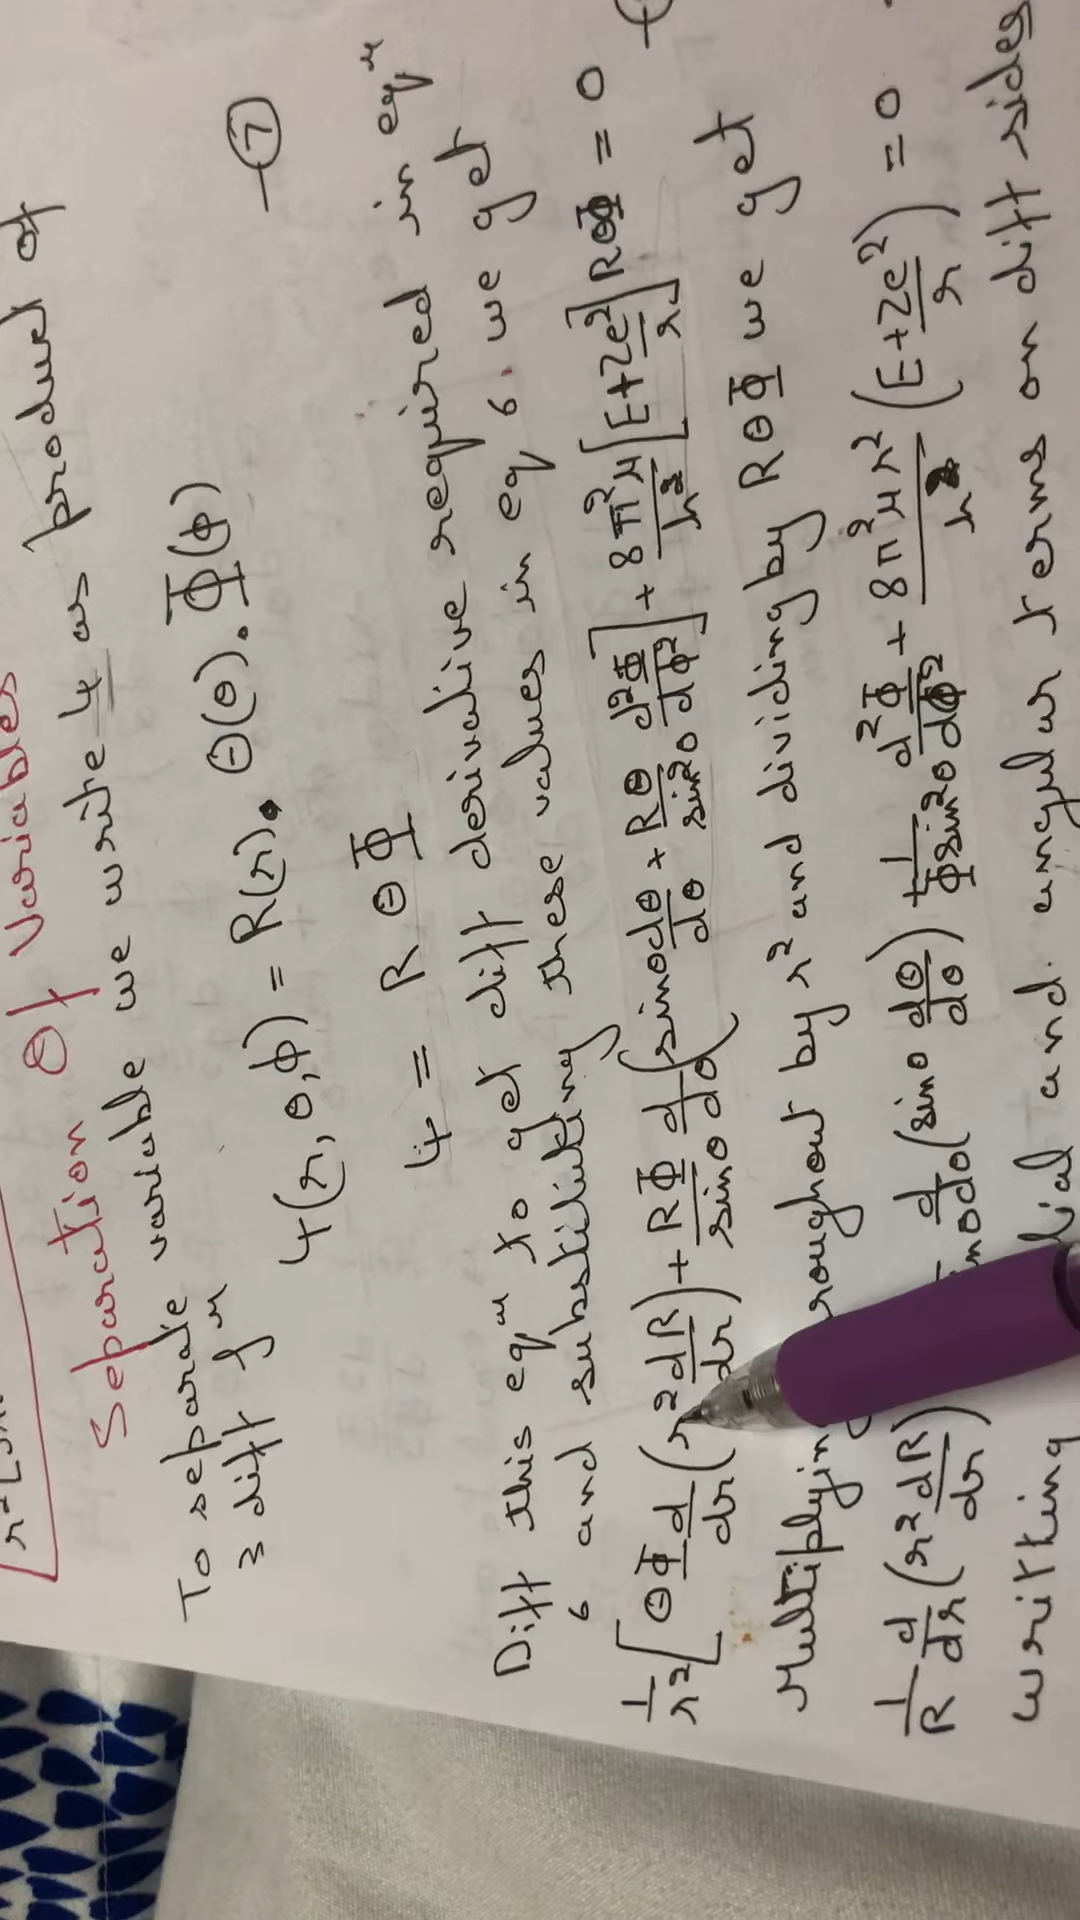 Separation Of Variables
To separate variable we write ψ as product of
3 diff fⁿ
ψ(r, θ, φ) = R(r). Θ(θ). Φ(φ) — ⑦
ψ = R Θ Φ
Diff this eqⁿ to get diff derivative required in eqⁿ
6 and substituting these values in eq 6. we get
1/r² [ΘΦ d/dr (r² dR/dr) + RΦ/sinθ d/dθ (sinθ dΘ/dθ + RΘ/sin²θ d²Φ/dΦ²] + 8π²μ/h² [E+Ze²/r] RΘΦ = 0
Multiplying throughout by r² and dividing by RΘΦ we get
1/R d/dr (r² dR/dr) d/dθ (sinθ dΘ/dθ) + 1/Φsin²θ d²Φ/dΦ² + 8π²μr²/h² (E+Ze²/r) = 0
writing and angular terms on diff sides